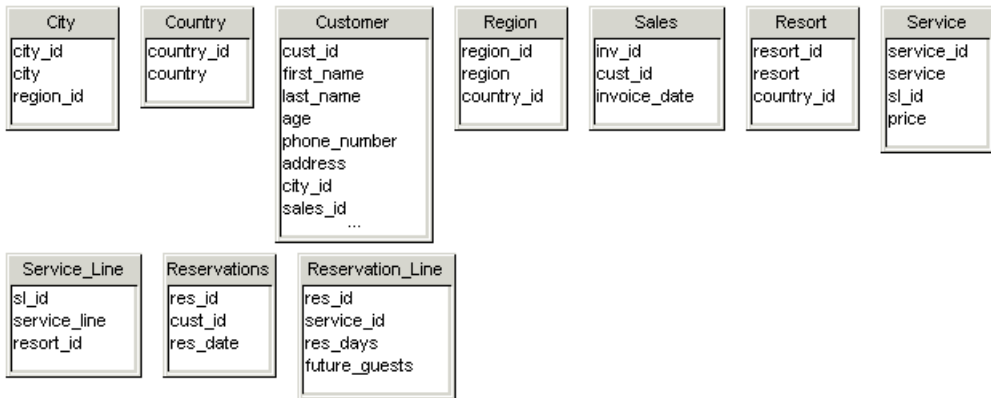 City
city_id
city
region_id
Country
country_id
country
Customer
cust_id
first_name
last_name
age
phone_number
address
city_id
sales_id
...
Region
region_id
region
country_id
Sales
inv_id
cust_id
invoice_date
Resort
resort_id
resort
country_id
Service
service_id
service
sl_id
price
Service_Line
sl_id
service_line
resort_id
Reservations
res_id
cust_id
res_date
Reservation_Line
res_id
service_id
res_days
future_guests